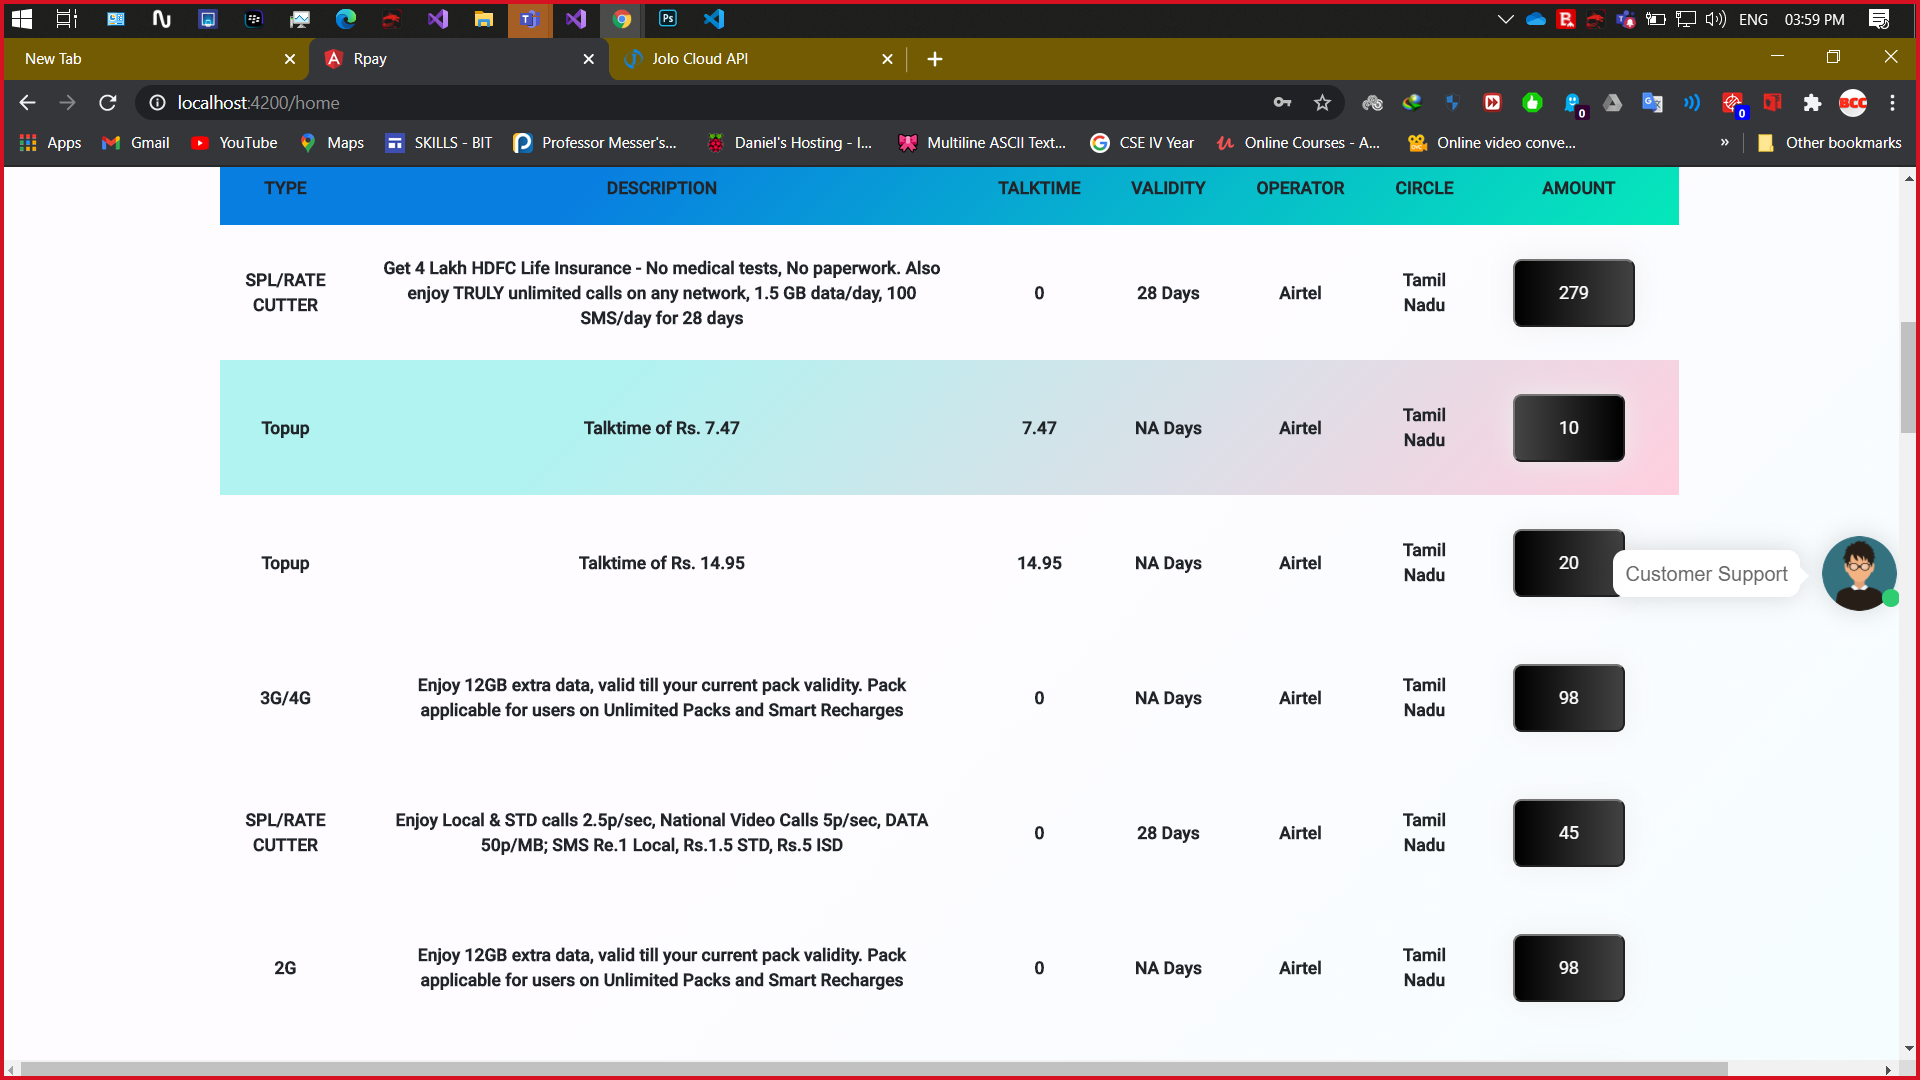 ENG 03:59 PM
New Tab
Rpay
Jolo Cloud API
localhost:4200/home
0
0
BCC
Apps
Gmail
YouTube
Maps
SKILLS - BIT
Professor Messer's...
Daniel's Hosting - I...
Multiline ASCII Text...
CSE IV Year
Online Courses - A...
Online video conve...
»
Other bookmarks
TYPE DESCRIPTION TALKTIME VALIDITY OPERATOR CIRCLE AMOUNT
SPL/RATE
CUTTER
Get 4 Lakh HDFC Life Insurance - No medical tests, No paperwork. Also
enjoy TRULY unlimited calls on any network, 1.5 GB data/day, 100
SMS/day for 28 days
0
28 Days
Airtel
Tamil
Nadu
279
Topup
Talktime of Rs. 7.47
7.47
NA Days
Airtel
Tamil
Nadu
10
Topup
Talktime of Rs. 14.95
14.95
NA Days
Airtel
Tamil
Nadu
20
Customer Support
3G/4G
Enjoy 12GB extra data, valid till your current pack validity. Pack
applicable for users on Unlimited Packs and Smart Recharges
0
NA Days
Airtel
Tamil
Nadu
98
SPL/RATE
CUTTER
Enjoy Local & STD calls 2.5p/sec, National Video Calls 5p/sec, DATA
50p/MB; SMS Re.1 Local, Rs.1.5 STD, Rs.5 ISD
0
28 Days
Airtel
Tamil
Nadu
45
2G
Enjoy 12GB extra data, valid till your current pack validity. Pack
applicable for users on Unlimited Packs and Smart Recharges
0
NA Days
Airtel
Tamil
Nadu
98